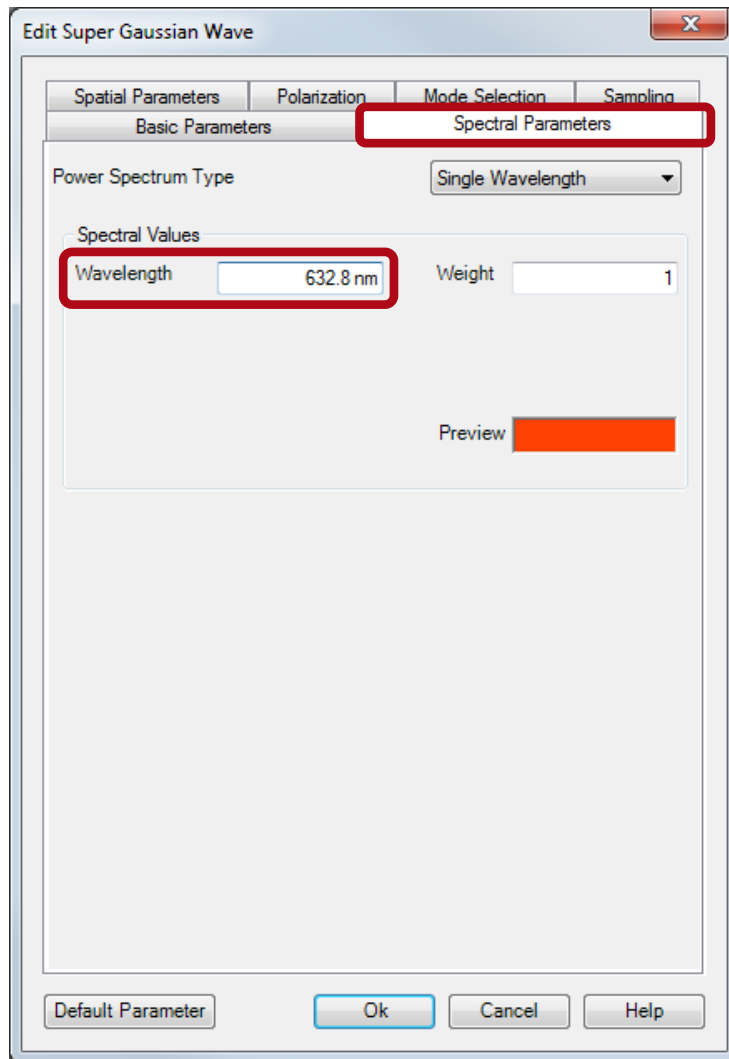 Edit Super Gaussian Wave
X
Spatial Parameters Polarization Mode Selection Sampling
Basic Parameters Spectral Parameters
Power Spectrum Type Single Wavelength
Spectral Values
Wavelength 632.8 nm Weight 1
Preview
Default Parameter Ok Cancel Help